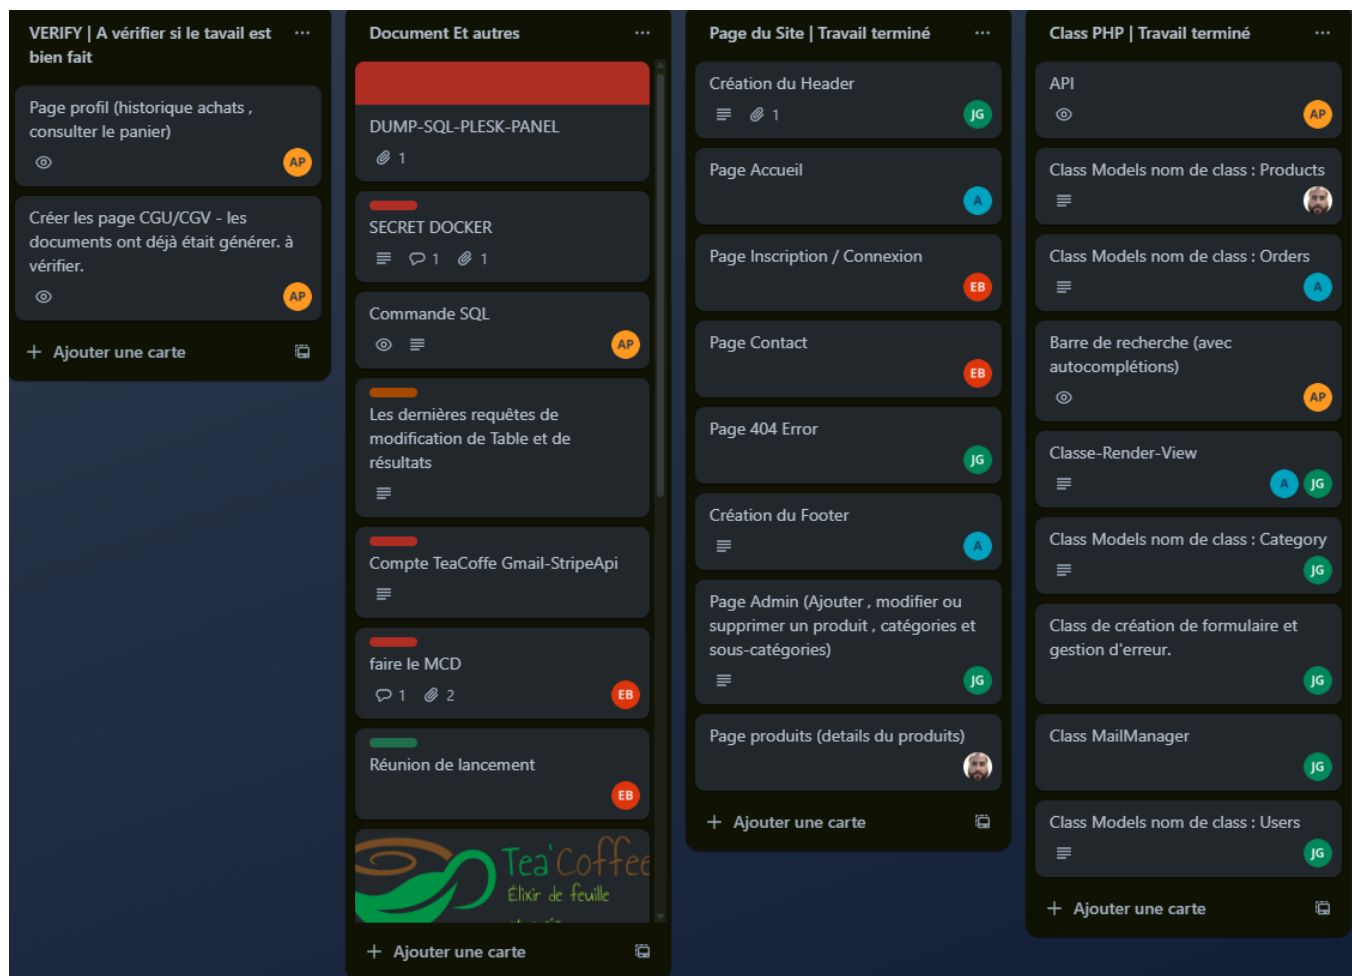 VERIFY | A vérifier si le tavail est
bien fait
Page profil (historique achats ,
consulter le panier)
AP
Créer les page CGU/CGV - les
documents ont déjà était générer. à
vérifier.
AP
+ Ajouter une carte
Document Et autres
DUMP-SQL-PLESK-PANEL
1
SECRET DOCKER
1 1
Commande SQL
AP
Les dernières requêtes de
modification de Table et de
résultats
Compte TeaCoffe Gmail-StripeApi
faire le MCD
1 2
EB
Réunion de lancement
EB
Tea'Coffee
Élixir de feuille
+ Ajouter une carte
Page du Site | Travail terminé
Création du Header
1
JG
Page Accueil
A
Page Inscription / Connexion
EB
Page Contact
EB
Page 404 Error
JG
Création du Footer
A
Page Admin (Ajouter , modifier ou
supprimer un produit , catégories et
sous-catégories)
JG
Page produits (details du produits)
+ Ajouter une carte
Class PHP | Travail terminé
API
AP
Class Models nom de class : Products
Class Models nom de class : Orders
A
Barre de recherche (avec
autocomplétions)
AP
Classe-Render-View
A JG
Class Models nom de class : Category
JG
Class de création de formulaire et
gestion d'erreur.
JG
Class MailManager
JG
Class Models nom de class : Users
JG
+ Ajouter une carte